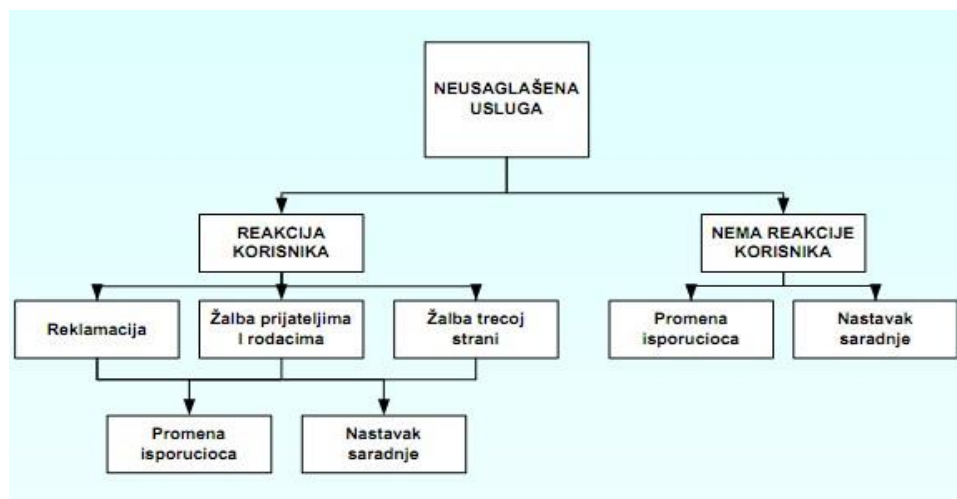 NEUSAGLAŠENA
USLUGA
REAKCIJA
KORISNIKA
NEMA REAKCIJE
KORISNIKA
Reklamacija
Žalba prijateljima
I rodacima
Žalba trecoj
strani
Promena
isporucioca
Nastavak
saradnje
Promena
isporucioca
Nastavak
saradnje